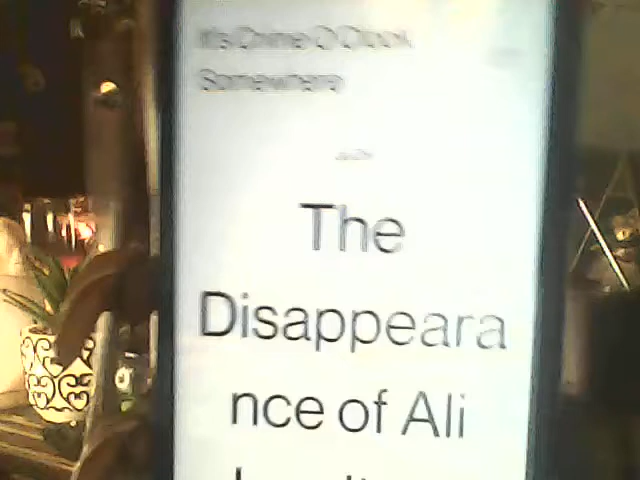 It's Crime O'Clock
Somewhere
The
Disappeara
nce of Ali